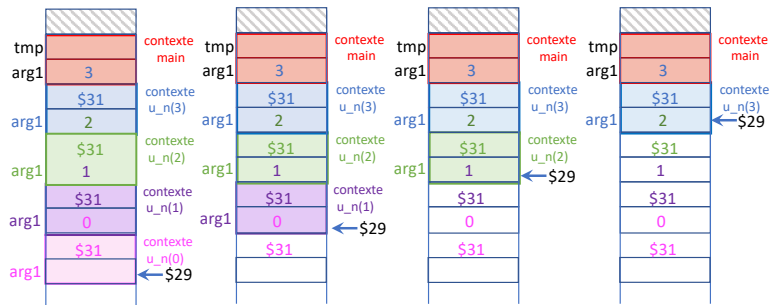 tmp
contexte
main
arg1
3
$31
contexte
u_n(3)
arg1
2
$31
contexte
u_n(2)
1
$31
contexte
u_n(1)
arg1
0
$31
contexte
u_n(0)
arg1
$29
tmp
contexte
main
arg1
3
$31
contexte
u_n(3)
arg1
2
$31
contexte
u_n(2)
arg1
1
$31
contexte
u_n(1)
arg1
0
$29
$31
tmp
contexte
main
arg1
3
$31
contexte
u_n(3)
arg1
2
$31
contexte
u_n(2)
arg1
1
$29
$31
0
$31
tmp
contexte
main
arg1
3
$31
contexte
u_n(3)
arg1
2
$29
$31
1
$31
0
$31